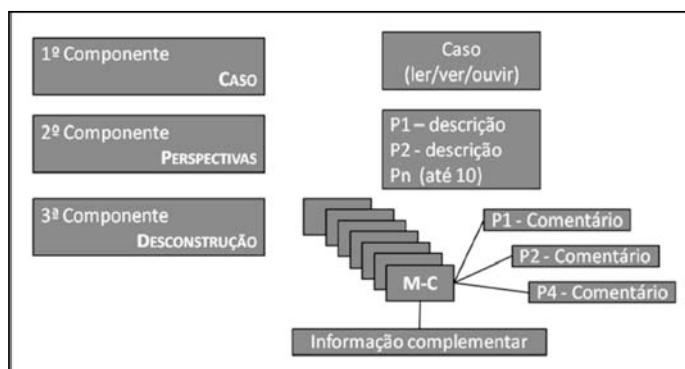 1º Componente
CASO
Caso
(ler/ver/ouvir)
2º Componente
PERSPECTIVAS
P1 – descrição
P2 - descrição
Pn (até 10)
3ª Componente
DESCONSTRUÇÃO
M-C
P1 - Comentário
P2 - Comentário
P4 - Comentário
Informação complementar